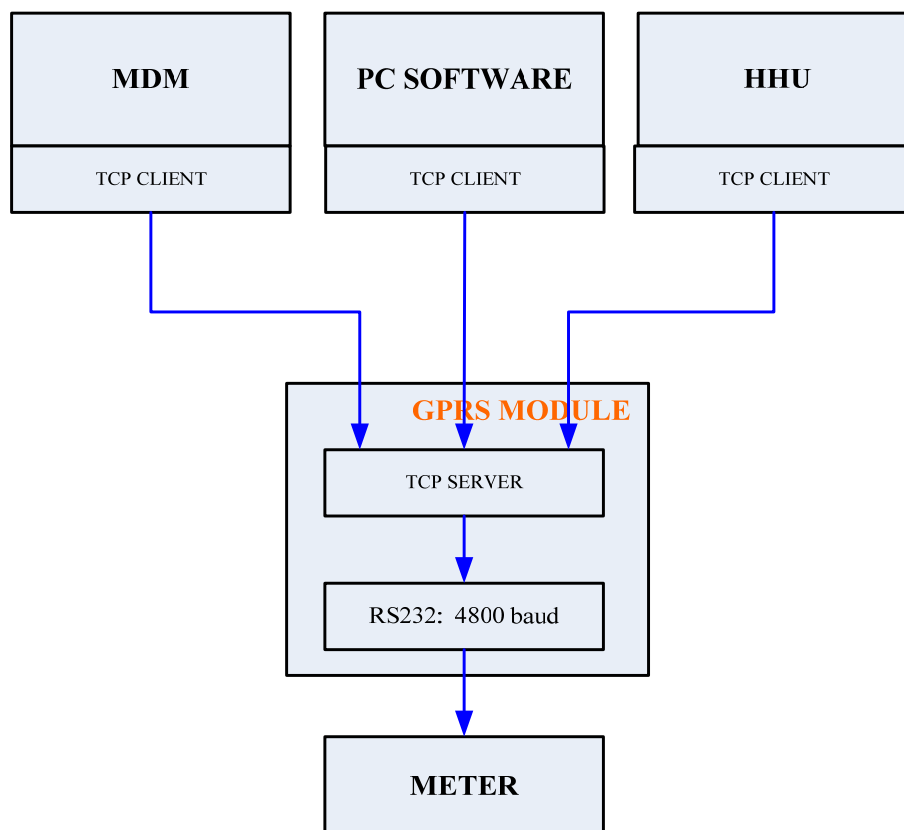 MDM
PC SOFTWARE
HHU
TCP CLIENT
TCP CLIENT
TCP CLIENT
GPRS MODULE
TCP SERVER
RS232: 4800 baud
METER